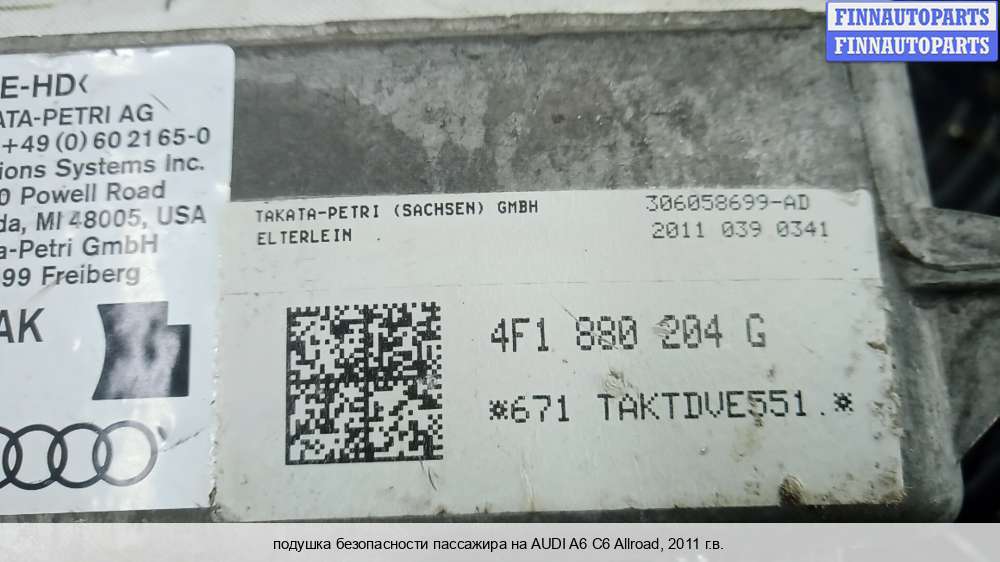 FINNAUTOPARTS
FINNAUTOPARTS
E-HD<
ATA-PETRI AG
+49 (0) 60 21 65-0
ions Systems Inc.
0 Powell Road
da, MI 48005, USA
a-Petri GmbH
99 Freiberg
AK
TAKATA-PETRI (SACHSEN) GMBH
ELTERLEIN
306058699-AD
2011 039 0341
4F1 880 204 G
*671 TAKTDVE551.*
подушка безопасности пассажира на AUDI A6 C6 Allroad, 2011 г.в.